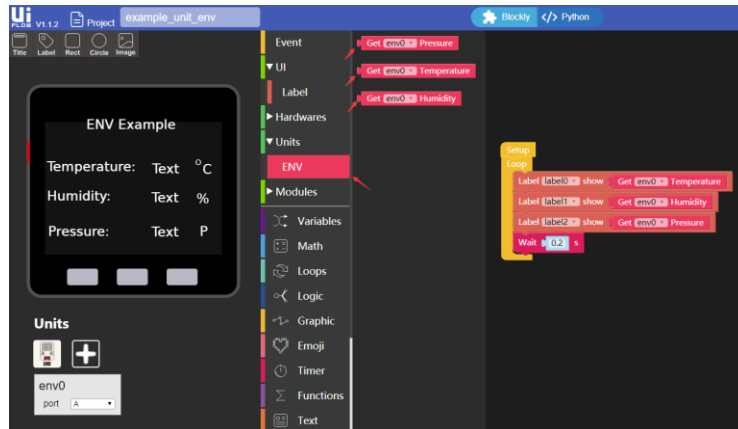 Ui
FLOW V1.1.2 Project example_unit_env
Blockly </> Python
Title Label Rect Circle Image
ENV Example
Temperature: Text °C
Humidity: Text %
Pressure: Text P
Units
env0
port A
Event
UI
Label
Hardwares
Units
ENV
Modules
Variables
Math
Loops
Logic
Graphic
Emoji
Timer
Functions
Text
Get env0 Pressure
Get env0 Temperature
Get env0 Humidity
Setup
Loop
Label label0 show Get env0 Temperature
Label label1 show Get env0 Humidity
Label label2 show Get env0 Pressure
Wait 0.2 s